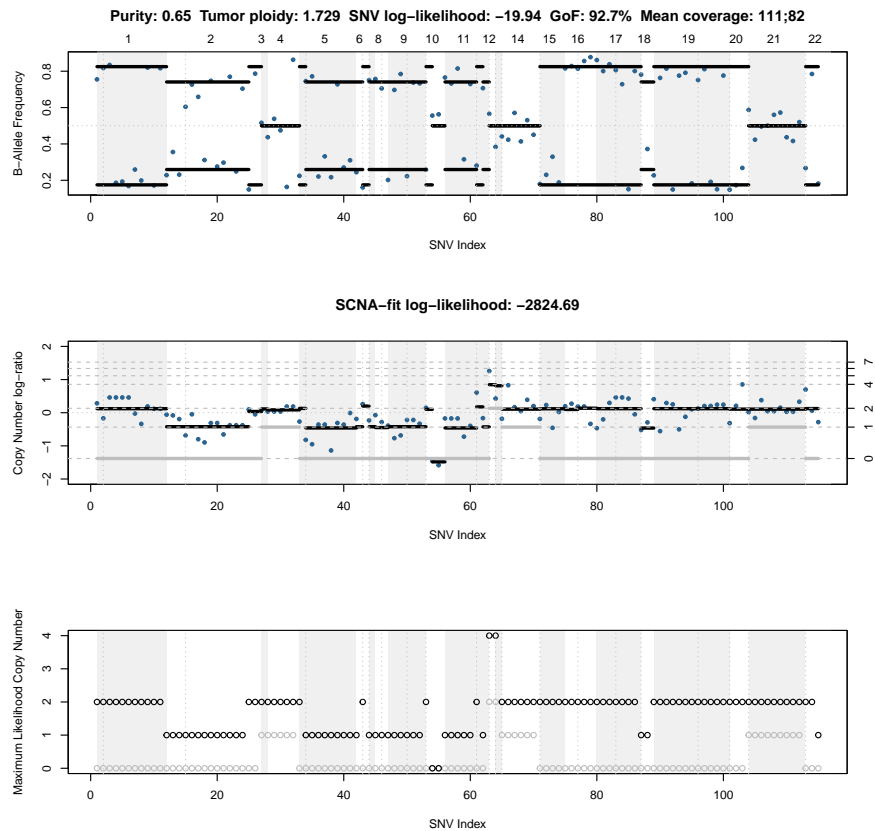 Purity: 0.65 Tumor ploidy: 1.729 SNV log−likelihood: −19.94 GoF: 92.7% Mean coverage: 111;82
1 2 3 4 5 6 8 9 10 11 12 14 15 16 17 18 19 20 21 22
B−Allele Frequency
0.8
0.6
0.4
0.2
0 20 40 60 80 100
SNV Index
SCNA−fit log−likelihood: −2824.69
Copy Number log−ratio
2
1
0
−1
−2
7
4
2
1
0
0 20 40 60 80 100
SNV Index
Maximum Likelihood Copy Number
4
3
2
1
0
0 20 40 60 80 100
SNV Index